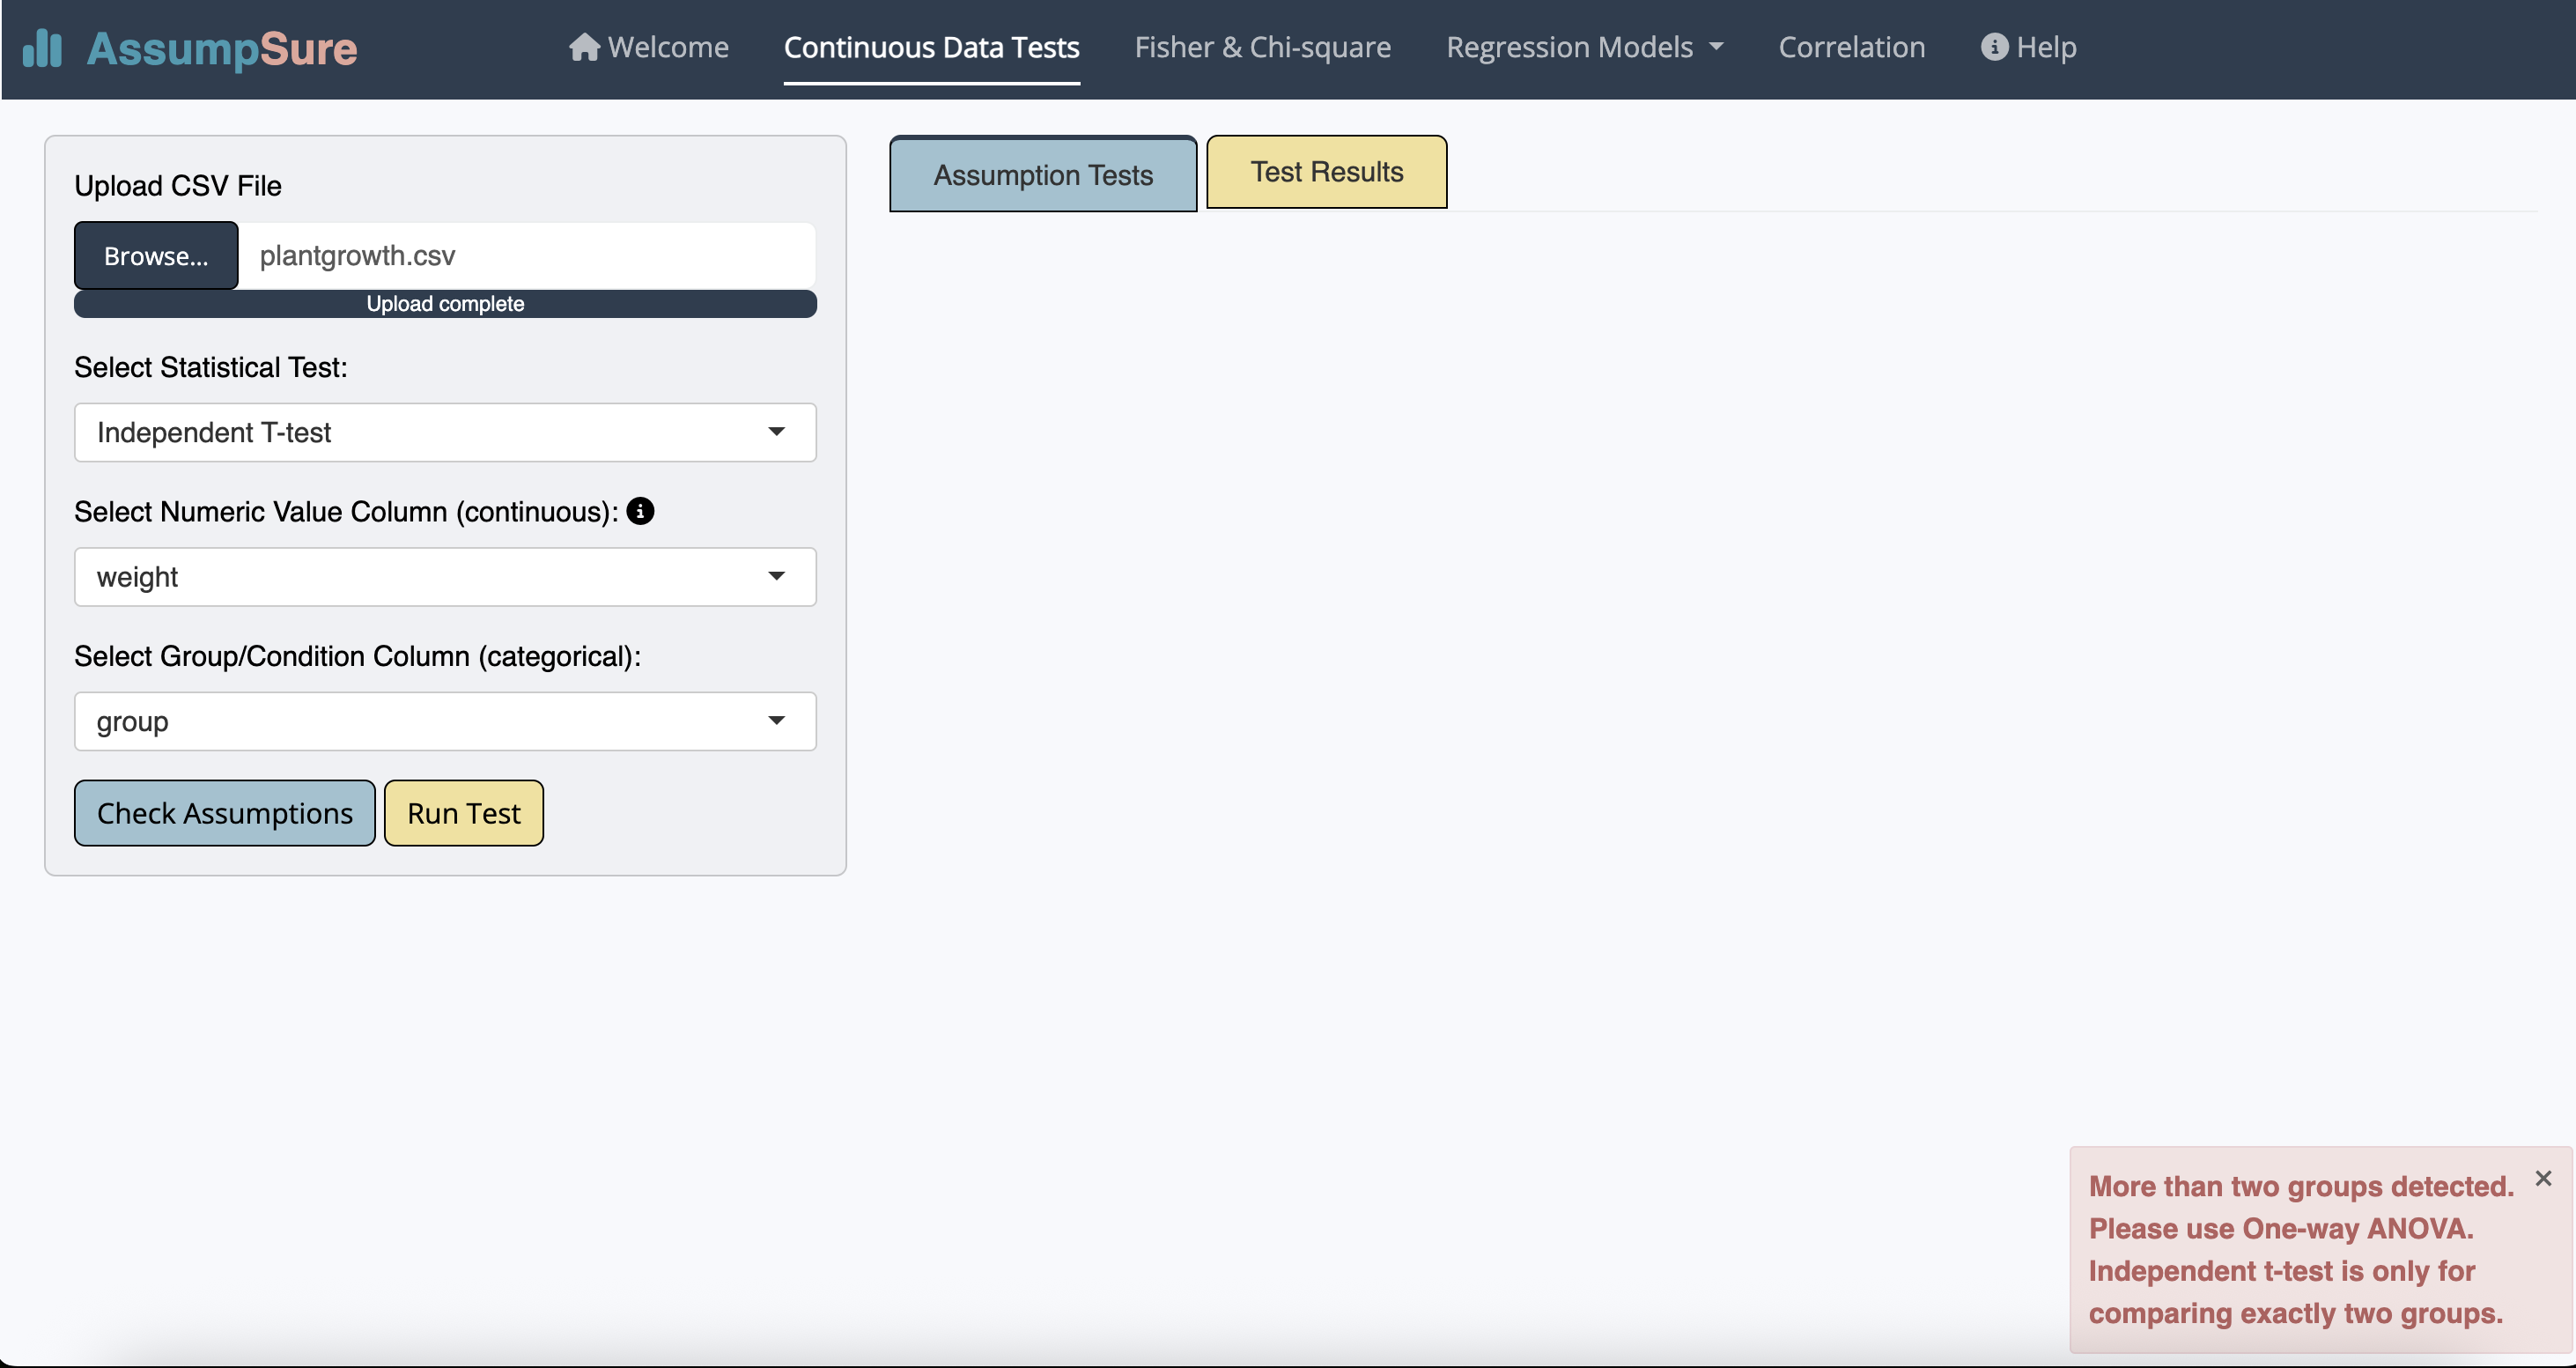 AssumpSure
Welcome
Continuous Data Tests
Fisher & Chi-square
Regression Models
Correlation
Help
Upload CSV File
Browse...
plantgrowth.csv
Upload complete
Select Statistical Test:
Independent T-test
Select Numeric Value Column (continuous):
weight
Select Group/Condition Column (categorical):
group
Check Assumptions
Run Test
Assumption Tests
Test Results
More than two groups detected.
Please use One-way ANOVA.
Independent t-test is only for
comparing exactly two groups.